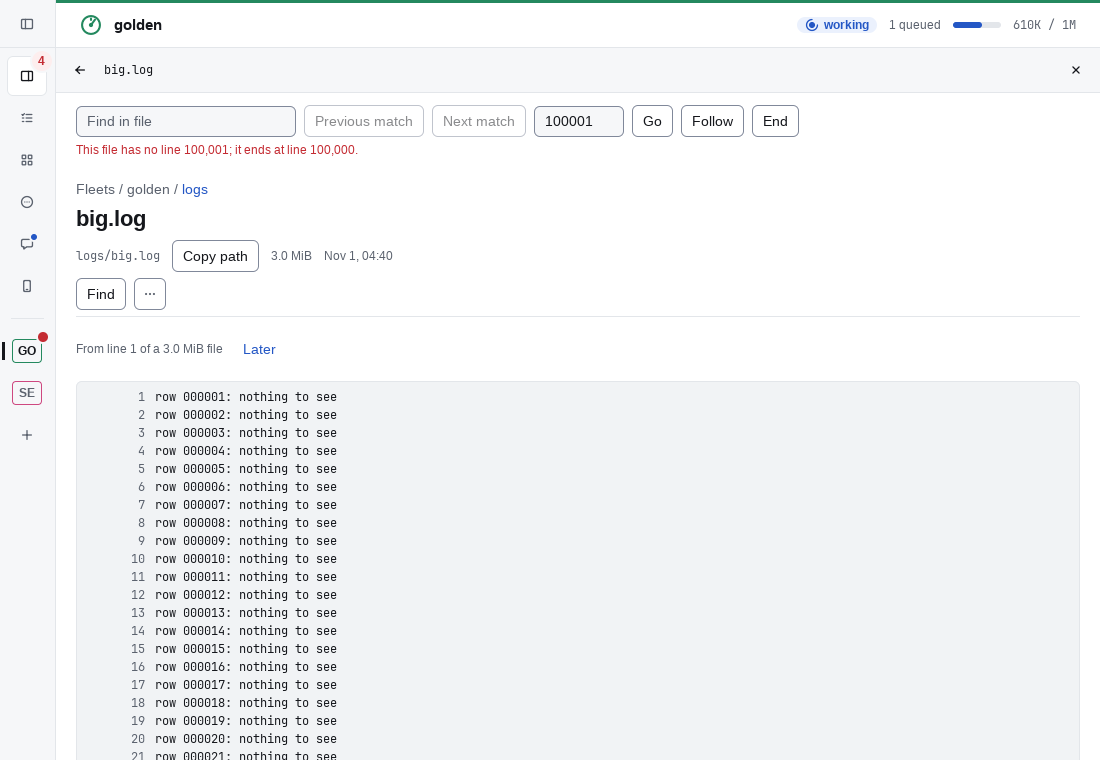 golden
working
1 queued
610K / 1M
4
big.log
Find in file
Previous match
Next match
100001
Go
Follow
End
This file has no line 100,001; it ends at line 100,000.
Fleets / golden / logs
big.log
logs/big.log
Copy path
3.0 MiB
Nov 1, 04:40
Find
GO
SE
From line 1 of a 3.0 MiB file
Later
1 row 000001: nothing to see
2 row 000002: nothing to see
3 row 000003: nothing to see
4 row 000004: nothing to see
5 row 000005: nothing to see
6 row 000006: nothing to see
7 row 000007: nothing to see
8 row 000008: nothing to see
9 row 000009: nothing to see
10 row 000010: nothing to see
11 row 000011: nothing to see
12 row 000012: nothing to see
13 row 000013: nothing to see
14 row 000014: nothing to see
15 row 000015: nothing to see
16 row 000016: nothing to see
17 row 000017: nothing to see
18 row 000018: nothing to see
19 row 000019: nothing to see
20 row 000020: nothing to see
21 row 000021: nothing to see